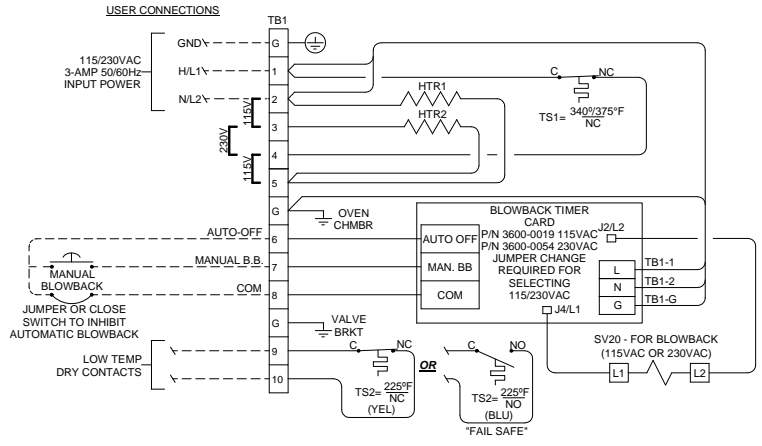 USER CONNECTIONS
TB1
GND
G
115/230VAC
3-AMP 50/60Hz
INPUT POWER
H/L1
1
C
NC
N/L2
2
HTR1
115V
HTR2
TS1= 340º/375°F
NC
3
230V
4
115V
5
G
OVEN
CHMBR
BLOWBACK TIMER
CARD
P/N 3600-0019 115VAC
J2/L2
P/N 3600-0054 230VAC
JUMPER CHANGE
REQUIRED FOR
SELECTING
115/230VAC
AUTO-OFF
6
AUTO OFF
MANUAL B.B.
7
MAN. BB
L
TB1-1
MANUAL
BLOWBACK
COM
8
COM
N
TB1-2
G
TB1-G
JUMPER OR CLOSE
SWITCH TO INHIBIT
AUTOMATIC BLOWBACK
J4/L1
G
VALVE
BRKT
SV20 - FOR BLOWBACK
(115VAC OR 230VAC)
L1
L2
LOW TEMP
DRY CONTACTS
9
C
NC
OR
C
NO
10
TS2= 225ºF
NC
(YEL)
TS2= 225ºF
NO
(BLU)
"FAIL SAFE"